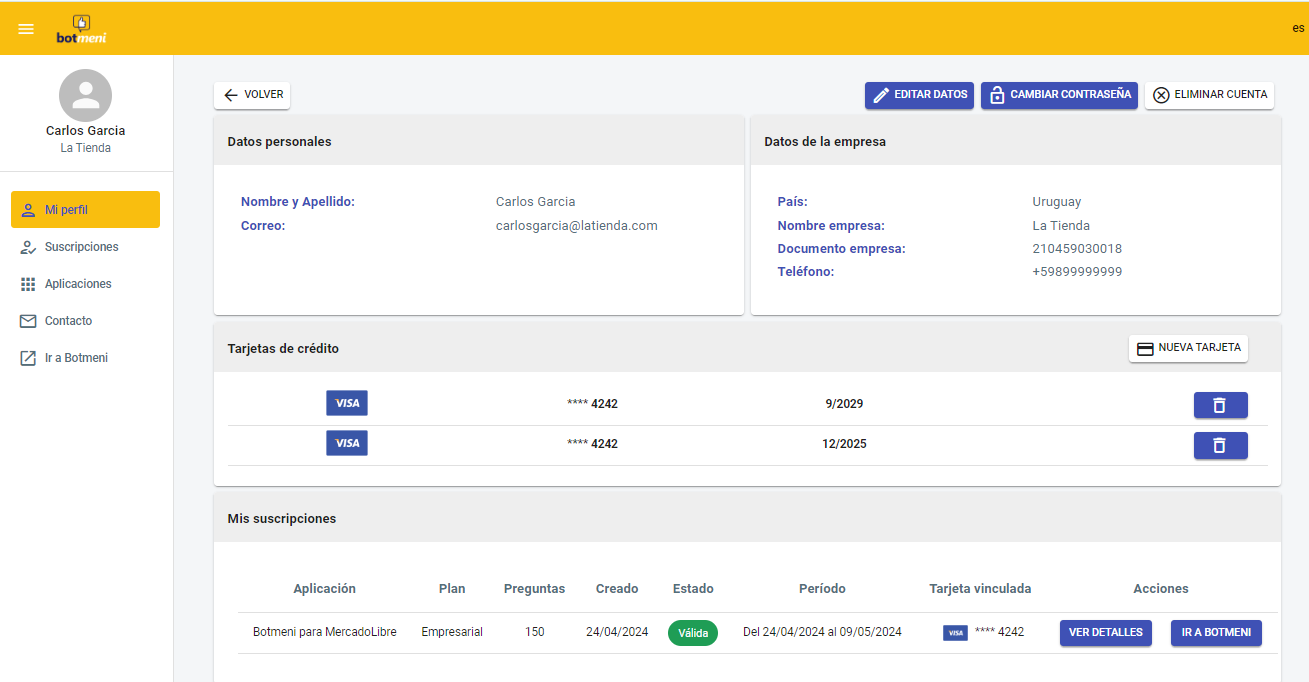 botmeni
es
Carlos Garcia
La Tienda
Mi perfil
Suscripciones
Aplicaciones
Contacto
Ir a Botmeni
VOLVER
EDITAR DATOS
CAMBIAR CONTRASEÑA
ELIMINAR CUENTA
Datos personales
Nombre y Apellido: Carlos Garcia
Correo: carlosgarcia@latienda.com
Datos de la empresa
País: Uruguay
Nombre empresa: La Tienda
Documento empresa: 210459030018
Teléfono: +59899999999
Tarjetas de crédito
NUEVA TARJETA
VISA **** 4242 9/2029
VISA **** 4242 12/2025
Mis suscripciones
Aplicación Plan Preguntas Creado Estado Período Tarjeta vinculada Acciones
Botmeni para MercadoLibre Empresarial 150 24/04/2024 Válida Del 24/04/2024 al 09/05/2024 VISA **** 4242 VER DETALLES IR A BOTMENI